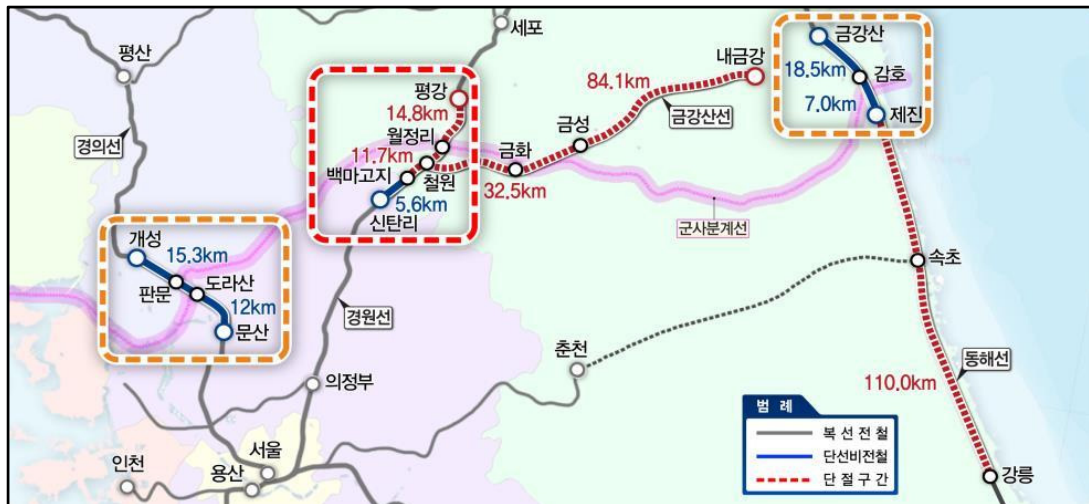 세포
평산
내금강
금강산
84.1km
18.5km
감호
평강
14.8km
7.0km
제진
경의선
금강산선
월정리
금성
11.7km
금화
백마고지
철원
32.5km
5.6km
신탄리
군사분계선
개성
15.3km
속초
도라산
판문
12km
문산
경원선
춘천
동해선
의정부
110.0km
범 례
복선전철
단선비전철
단절구간
서울
인천
용산
강릉